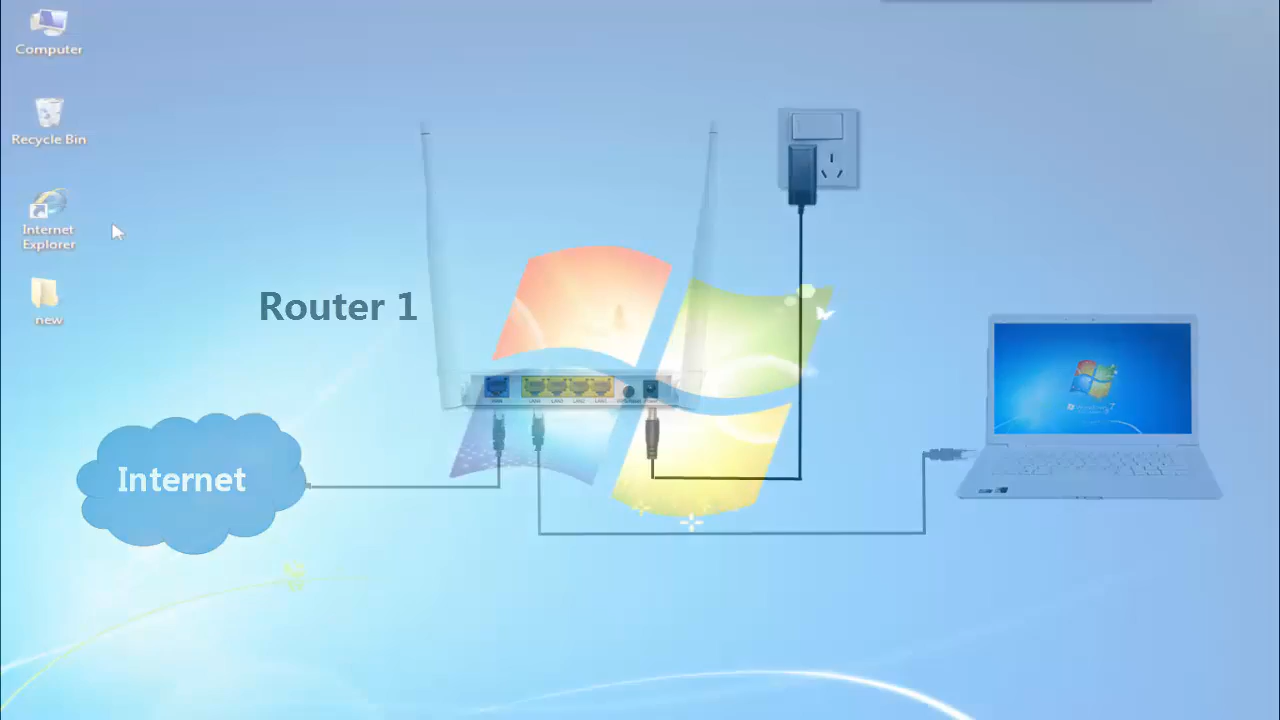 Computer
Recycle Bin
Internet
Explorer
new
Router 1
Internet